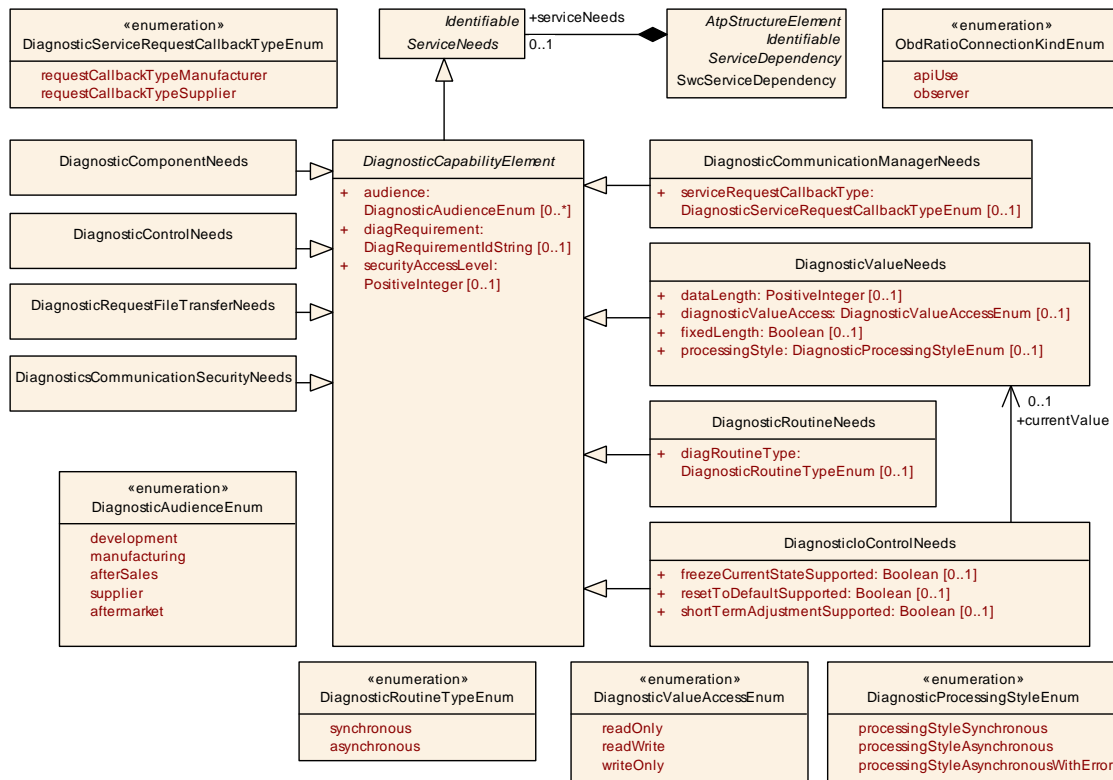 «enumeration»
DiagnosticServiceRequestCallbackTypeEnum
requestCallbackTypeManufacturer
requestCallbackTypeSupplier
Identifiable
ServiceNeeds
+serviceNeeds
0..1
AtpStructureElement
Identifiable
ServiceDependency
SwcServiceDependency
«enumeration»
ObdRatioConnectionKindEnum
apiUse
observer
DiagnosticComponentNeeds
DiagnosticControlNeeds
DiagnosticRequestFileTransferNeeds
DiagnosticsCommunicationSecurityNeeds
DiagnosticCapabilityElement
+ audience:
DiagnosticAudienceEnum [0..*]
+ diagRequirement:
DiagRequirementIdString [0..1]
+ securityAccessLevel:
PositiveInteger [0..1]
DiagnosticCommunicationManagerNeeds
+ serviceRequestCallbackType:
DiagnosticServiceRequestCallbackTypeEnum [0..1]
DiagnosticValueNeeds
+ dataLength: PositiveInteger [0..1]
+ diagnosticValueAccess: DiagnosticValueAccessEnum [0..1]
+ fixedLength: Boolean [0..1]
+ processingStyle: DiagnosticProcessingStyleEnum [0..1]
0..1
+currentValue
DiagnosticRoutineNeeds
+ diagRoutineType:
DiagnosticRoutineTypeEnum [0..1]
DiagnosticIoControlNeeds
+ freezeCurrentStateSupported: Boolean [0..1]
+ resetToDefaultSupported: Boolean [0..1]
+ shortTermAdjustmentSupported: Boolean [0..1]
«enumeration»
DiagnosticAudienceEnum
development
manufacturing
afterSales
supplier
aftermarket
«enumeration»
DiagnosticRoutineTypeEnum
synchronous
asynchronous
«enumeration»
DiagnosticValueAccessEnum
readOnly
readWrite
writeOnly
«enumeration»
DiagnosticProcessingStyleEnum
processingStyleSynchronous
processingStyleAsynchronous
processingStyleAsynchronousWithError